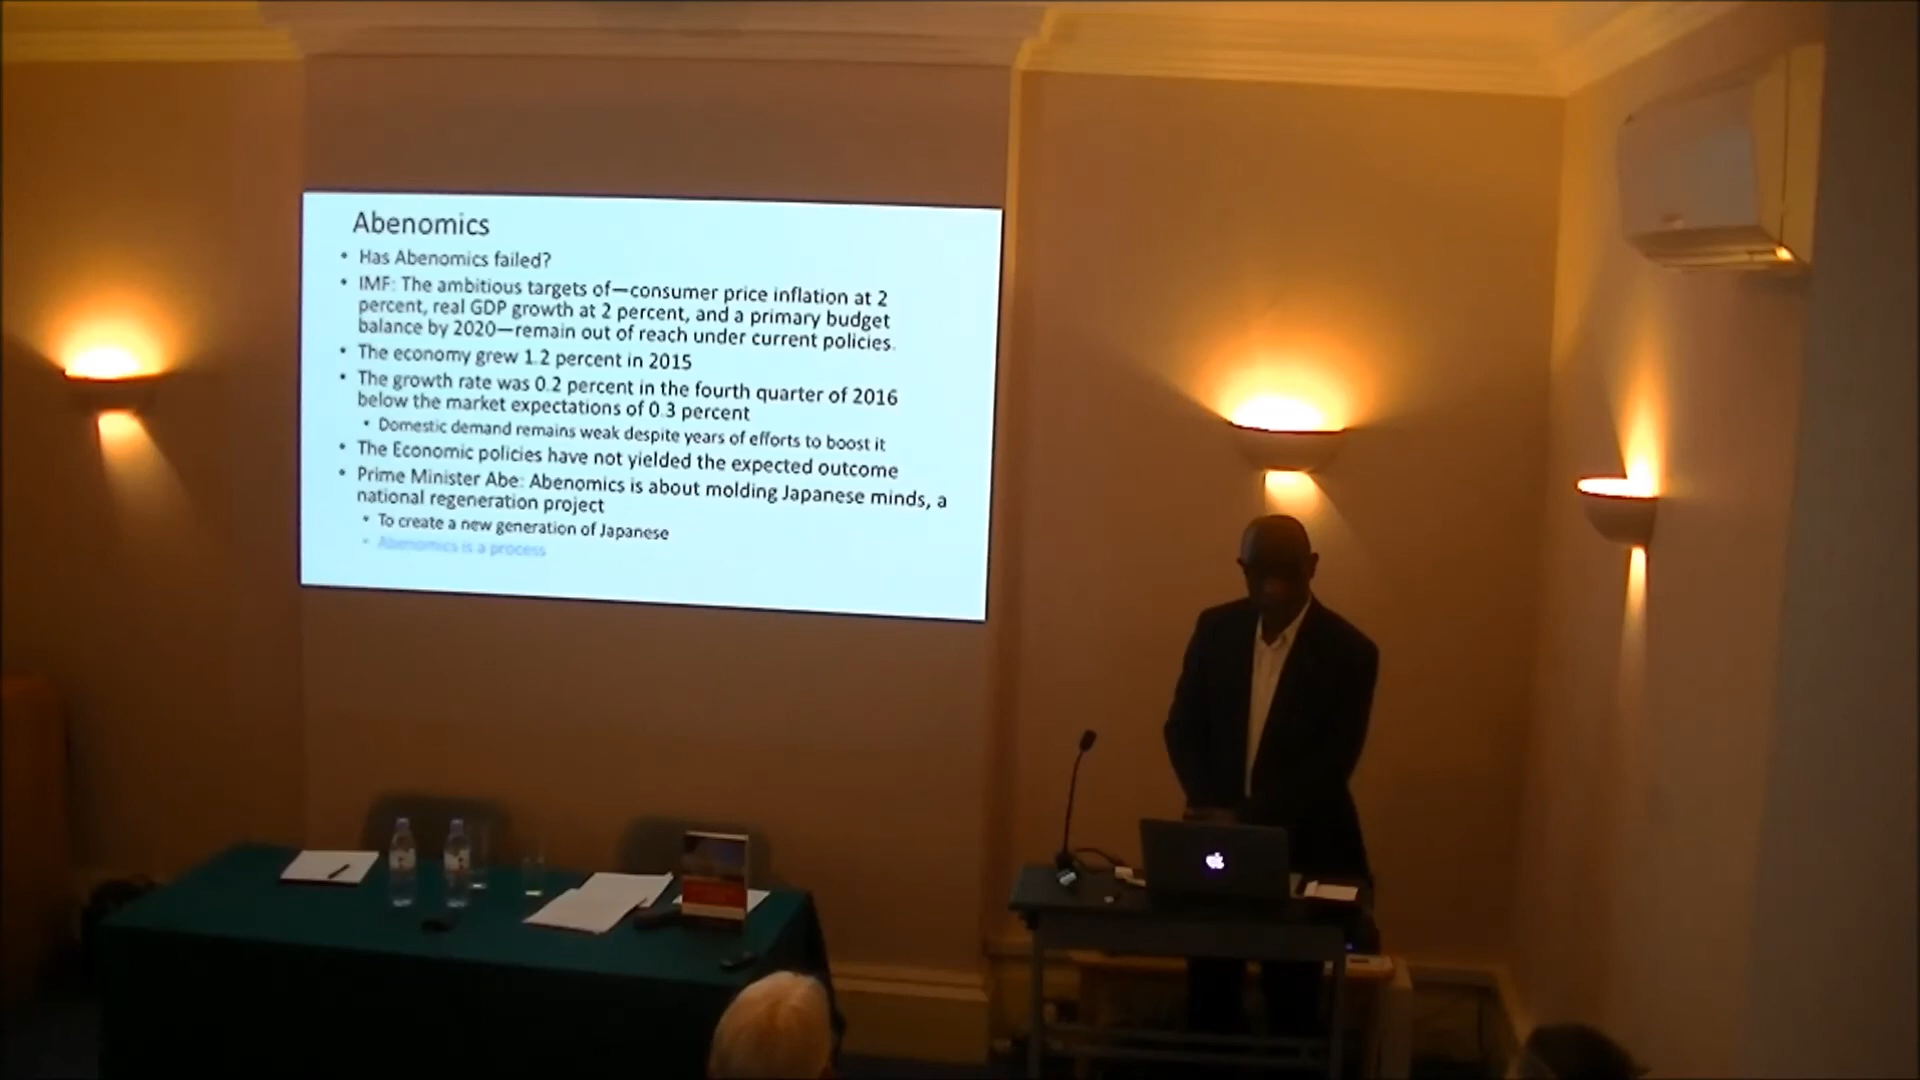 Abenomics
• Has Abenomics failed?
• IMF: The ambitious targets of—consumer price inflation at 2
percent, real GDP growth at 2 percent, and a primary budget
balance by 2020—remain out of reach under current policies.
• The economy grew 1.2 percent in 2015
• The growth rate was 0.2 percent in the fourth quarter of 2016
below the market expectations of 0.3 percent
• Domestic demand remains weak despite years of efforts to boost it
• The Economic policies have not yielded the expected outcome
• Prime Minister Abe: Abenomics is about molding Japanese minds, a
national regeneration project
• To create a new generation of Japanese
• Abenomics is a process